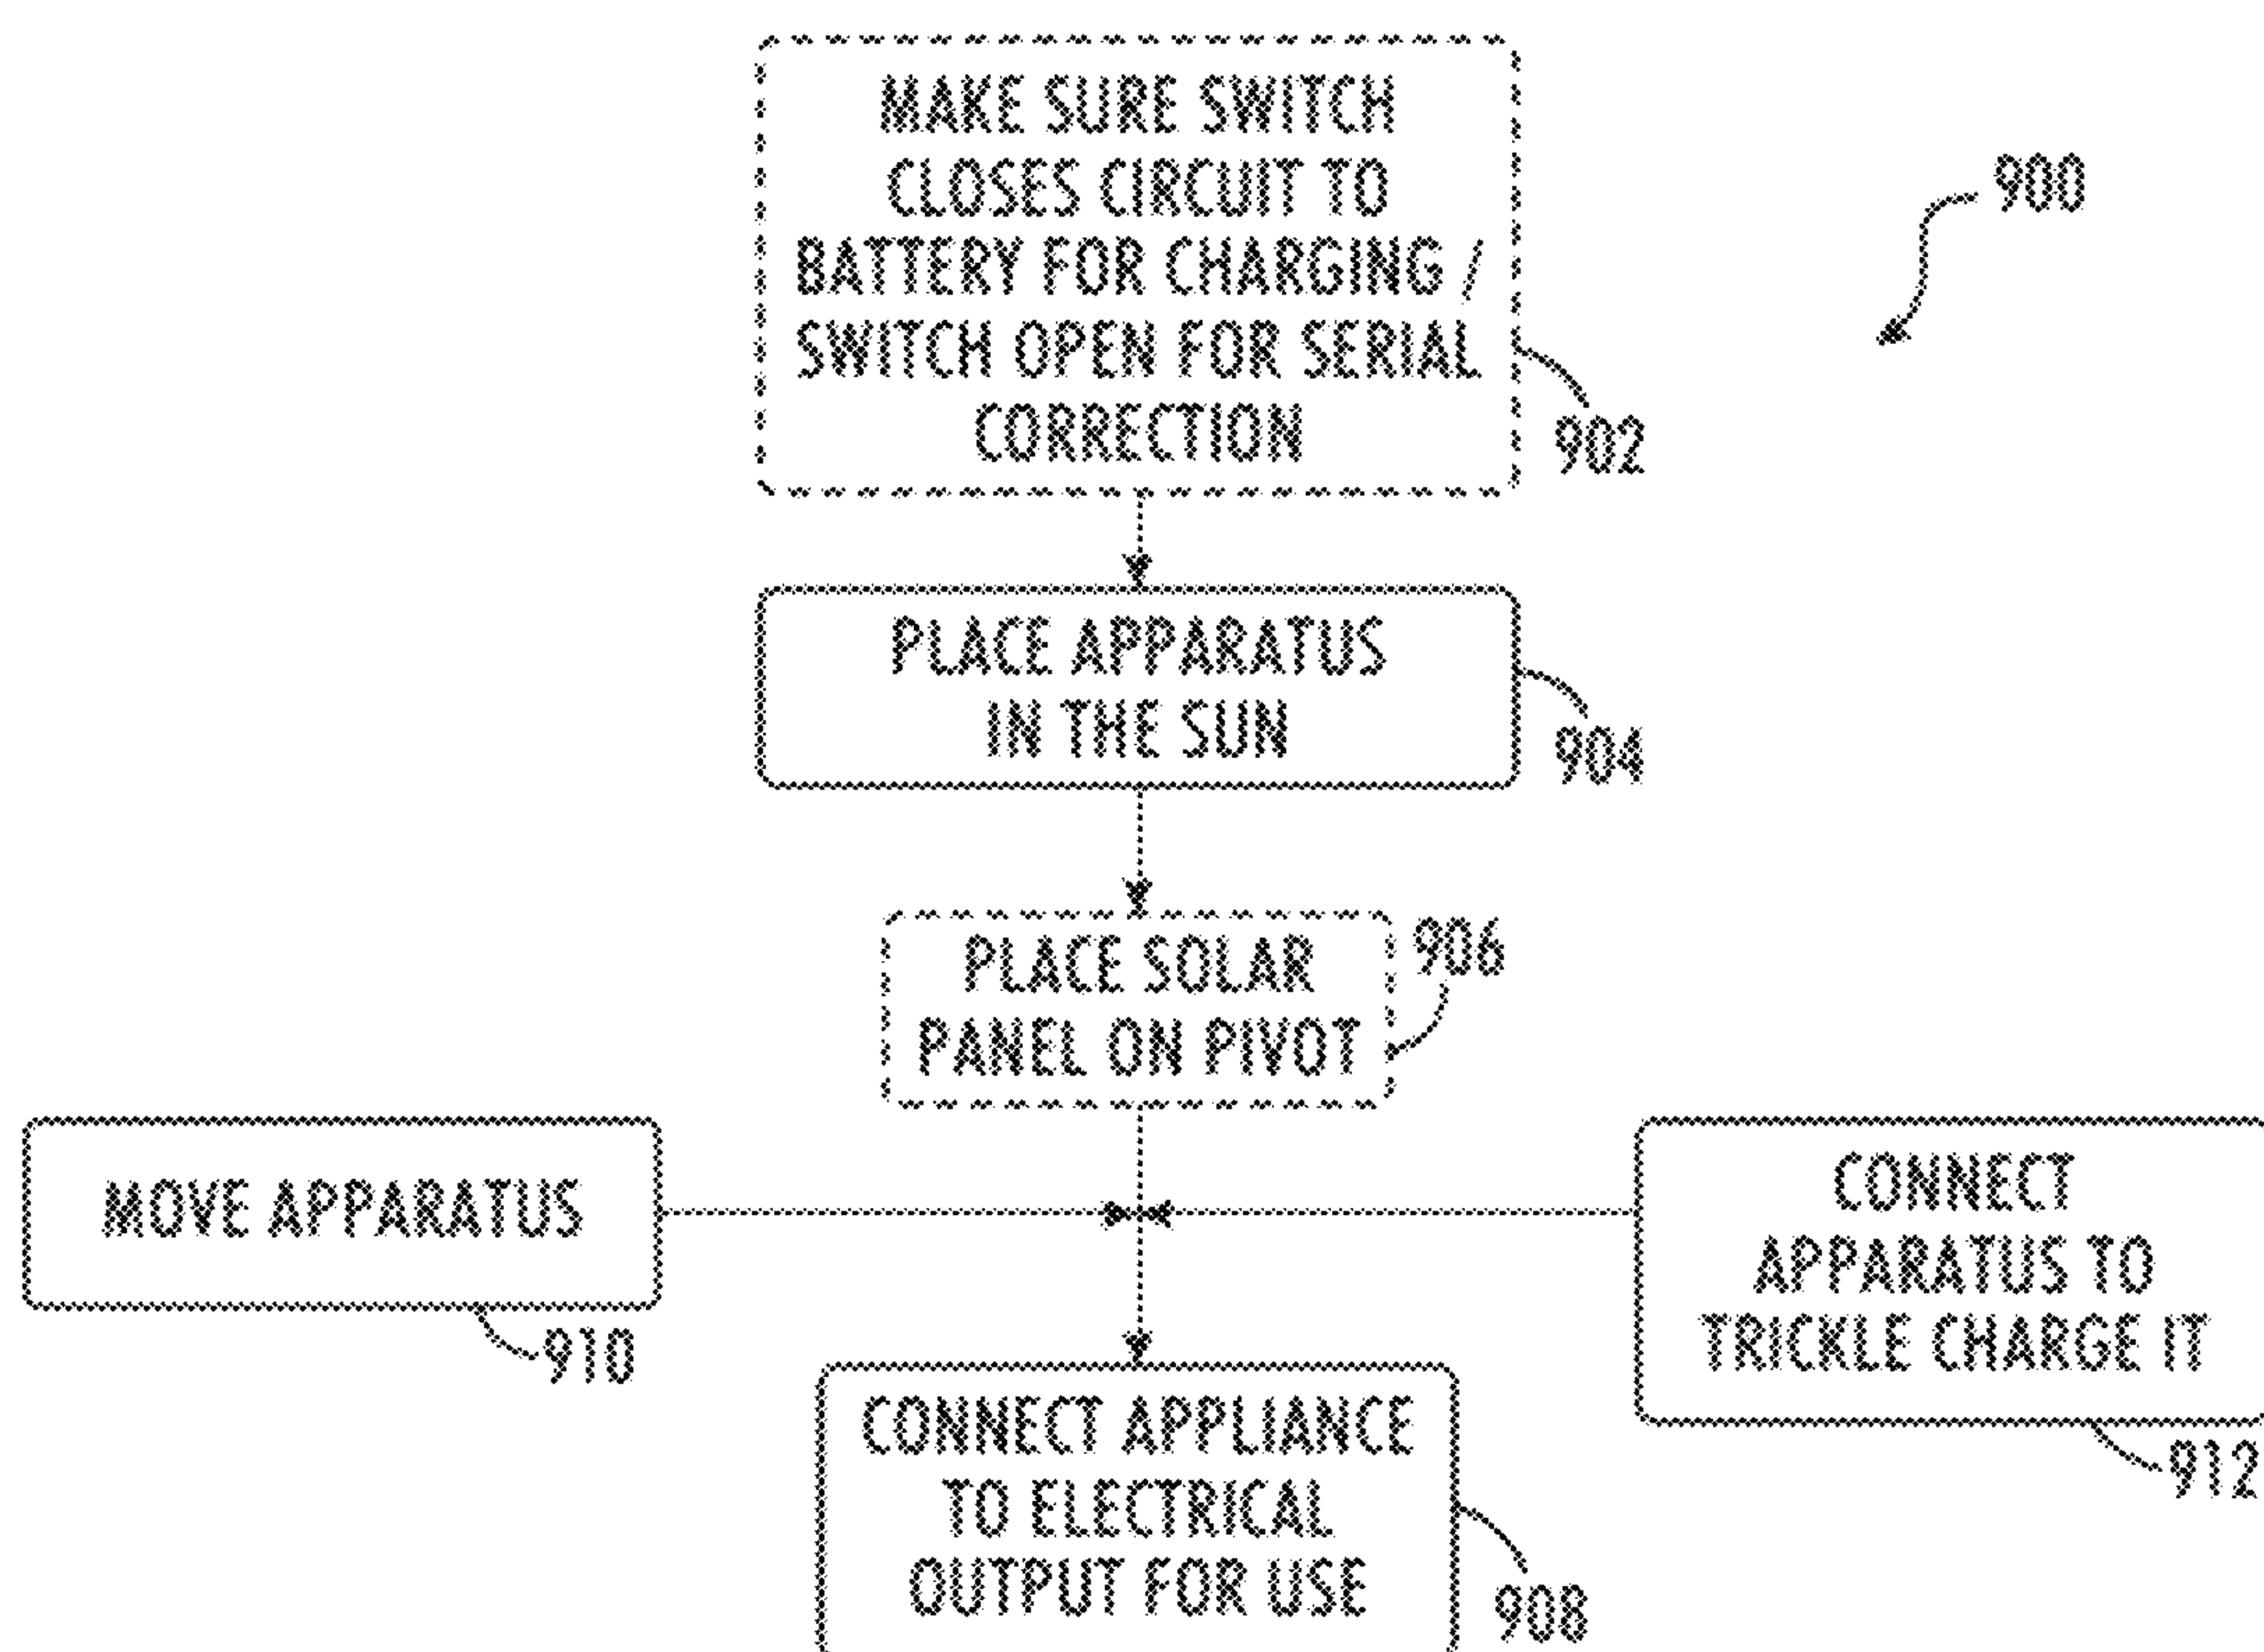 MAKE SURE SWITCH
CLOSES CIRCUIT TO
BATTERY FOR CHARGING /
SWITCH OPEN FOR SERIAL
CORRECTION
900
902
PLACE APPARATUS
IN THE SUN
904
PLACE SOLAR
PANEL ON PIVOT
906
MOVE APPARATUS
910
CONNECT
APPARATUS TO
TRICKLE CHARGE IT
912
CONNECT APPLIANCE
TO ELECTRICAL
OUTPUT FOR USE
908